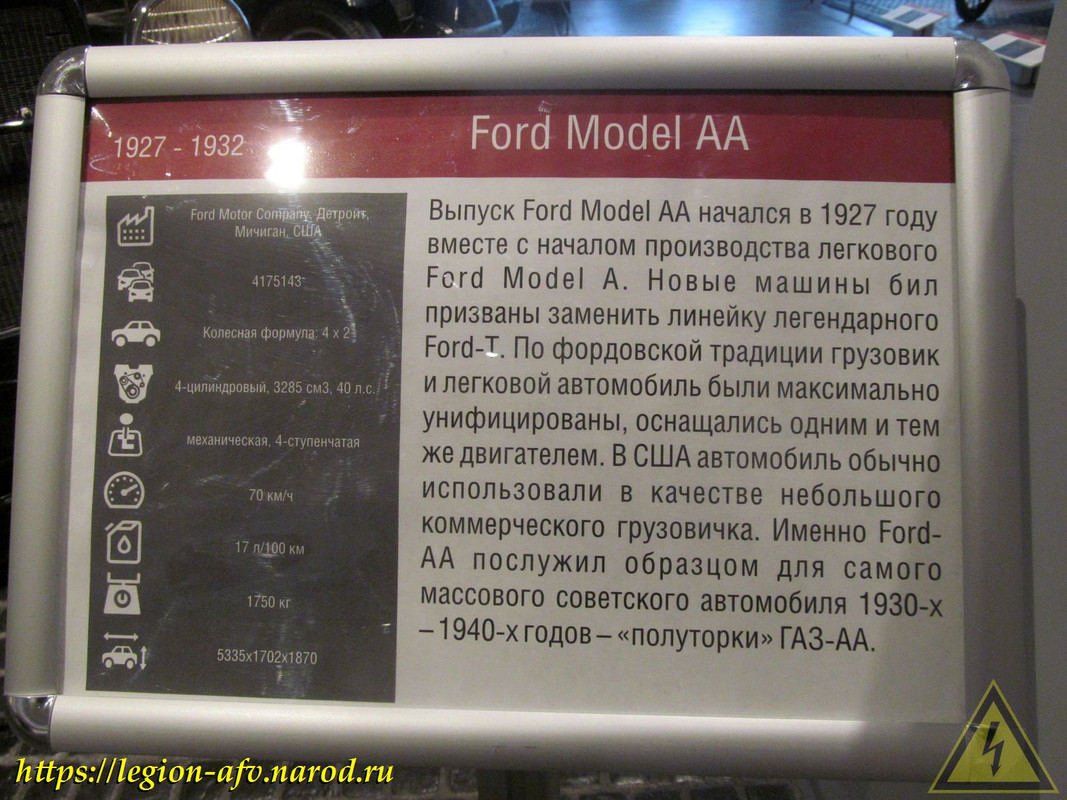 1927 - 1932
Ford Model AA
Ford Motor Company, Детройт,
Мичиган, США
4175143
Колесная формула: 4 x 2
4-цилиндровый, 3285 см3, 40 л.с.
механическая, 4-ступенчатая
70 км/ч
17 л/100 км
1750 кг
5335x1702x1870
Выпуск Ford Model AA начался в 1927 году
вместе с началом производства легкового
Ford Model A. Новые машины бил
призваны заменить линейку легендарного
Ford-T. По фордовской традиции грузовик
и легковой автомобиль были максимально
унифицированы, оснащались одним и тем
же двигателем. В США автомобиль обычно
использовали в качестве небольшого
коммерческого грузовичка. Именно Ford-
AA послужил образцом для самого
массового советского автомобиля 1930-х
– 1940-х годов – «полуторки» ГАЗ-АА.
https://legion-afv.narod.ru